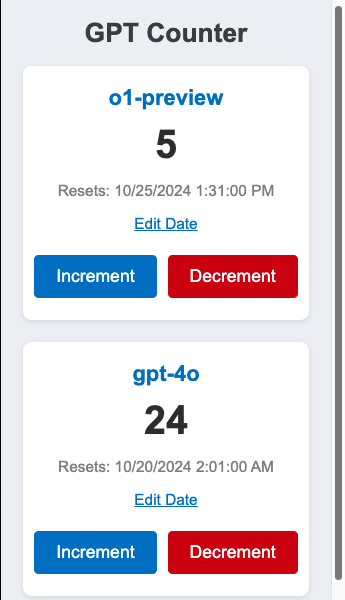 GPT Counter
o1-preview
5
Resets: 10/25/2024 1:31:00 PM
Edit Date
Increment Decrement
gpt-4o
24
Resets: 10/20/2024 2:01:00 AM
Edit Date
Increment Decrement